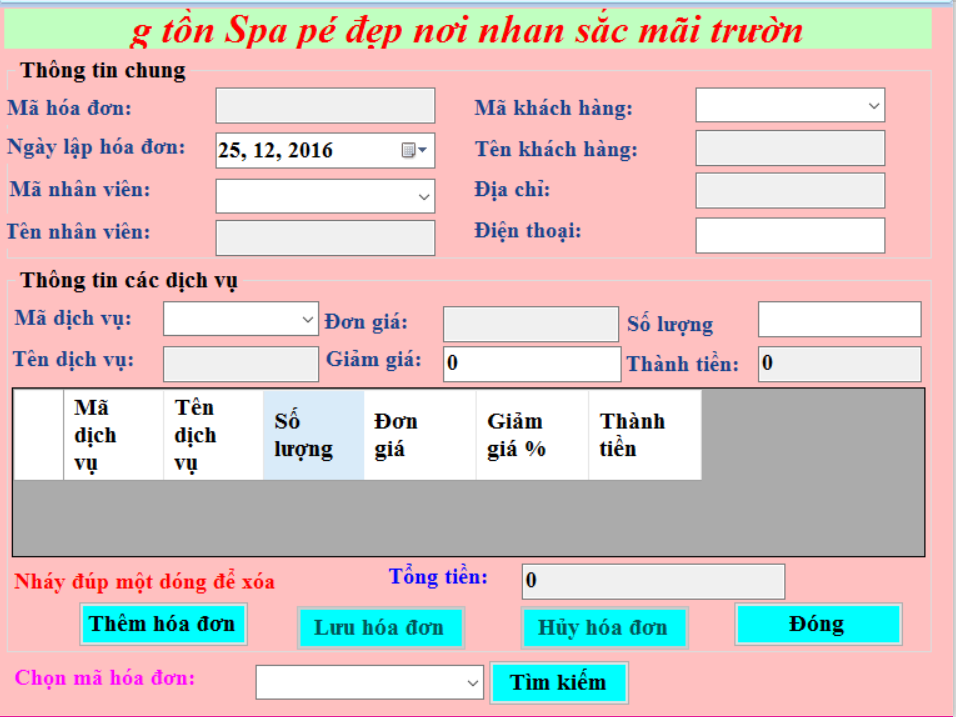 g tồn Spa pé đẹp nơi nhan sắc mãi trườn
Thông tin chung
Mã hóa đơn:
Mã khách hàng:
Ngày lập hóa đơn: 25, 12, 2016
Tên khách hàng:
Mã nhân viên:
Địa chỉ:
Tên nhân viên:
Điện thoại:
Thông tin các dịch vụ
Mã dịch vụ:
Đơn giá:
Số lượng
Tên dịch vụ:
Giảm giá: 0
Thành tiền: 0
Mã dịch vụ
Tên dịch vụ
Số lượng
Đơn giá
Giảm giá %
Thành tiền
Nháy đúp một dóng để xóa
Tổng tiền: 0
Thêm hóa đơn
Lưu hóa đơn
Hủy hóa đơn
Đóng
Chọn mã hóa đơn:
Tìm kiếm